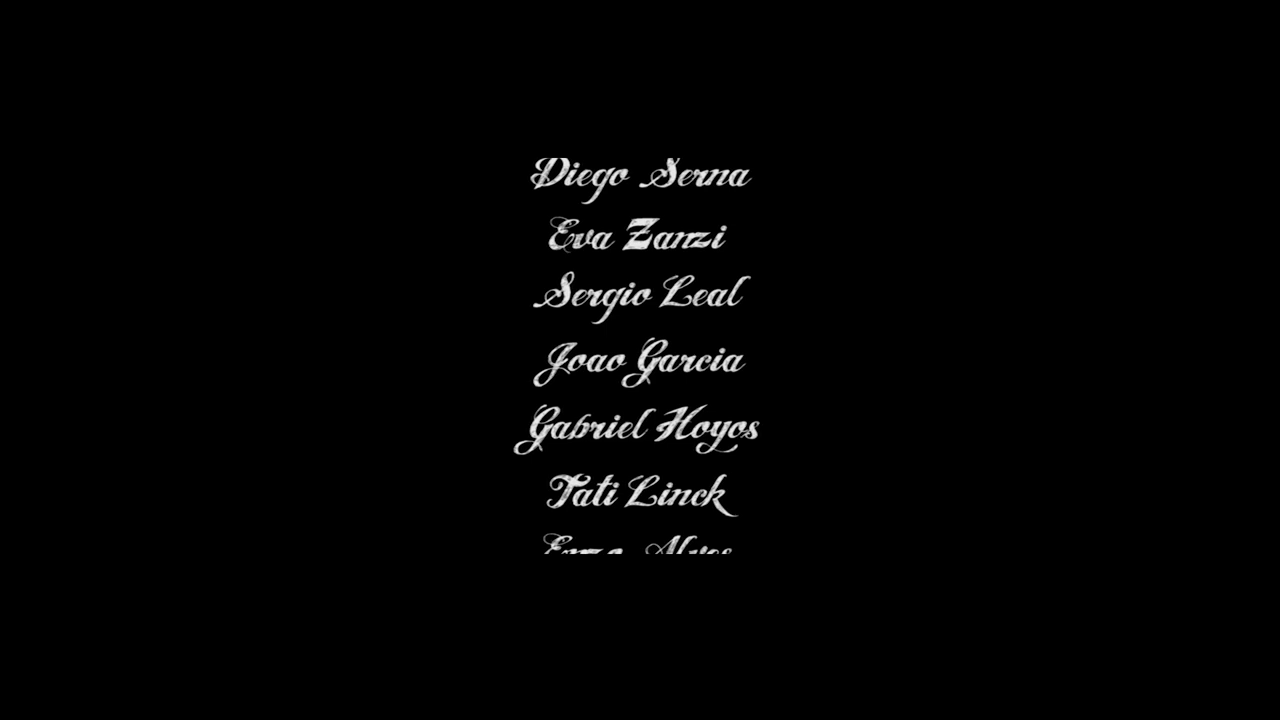 Diego Serna
Eva Zanzi
Sergio Leal
Joao Garcia
Gabriel Hoyos
Tati Linck